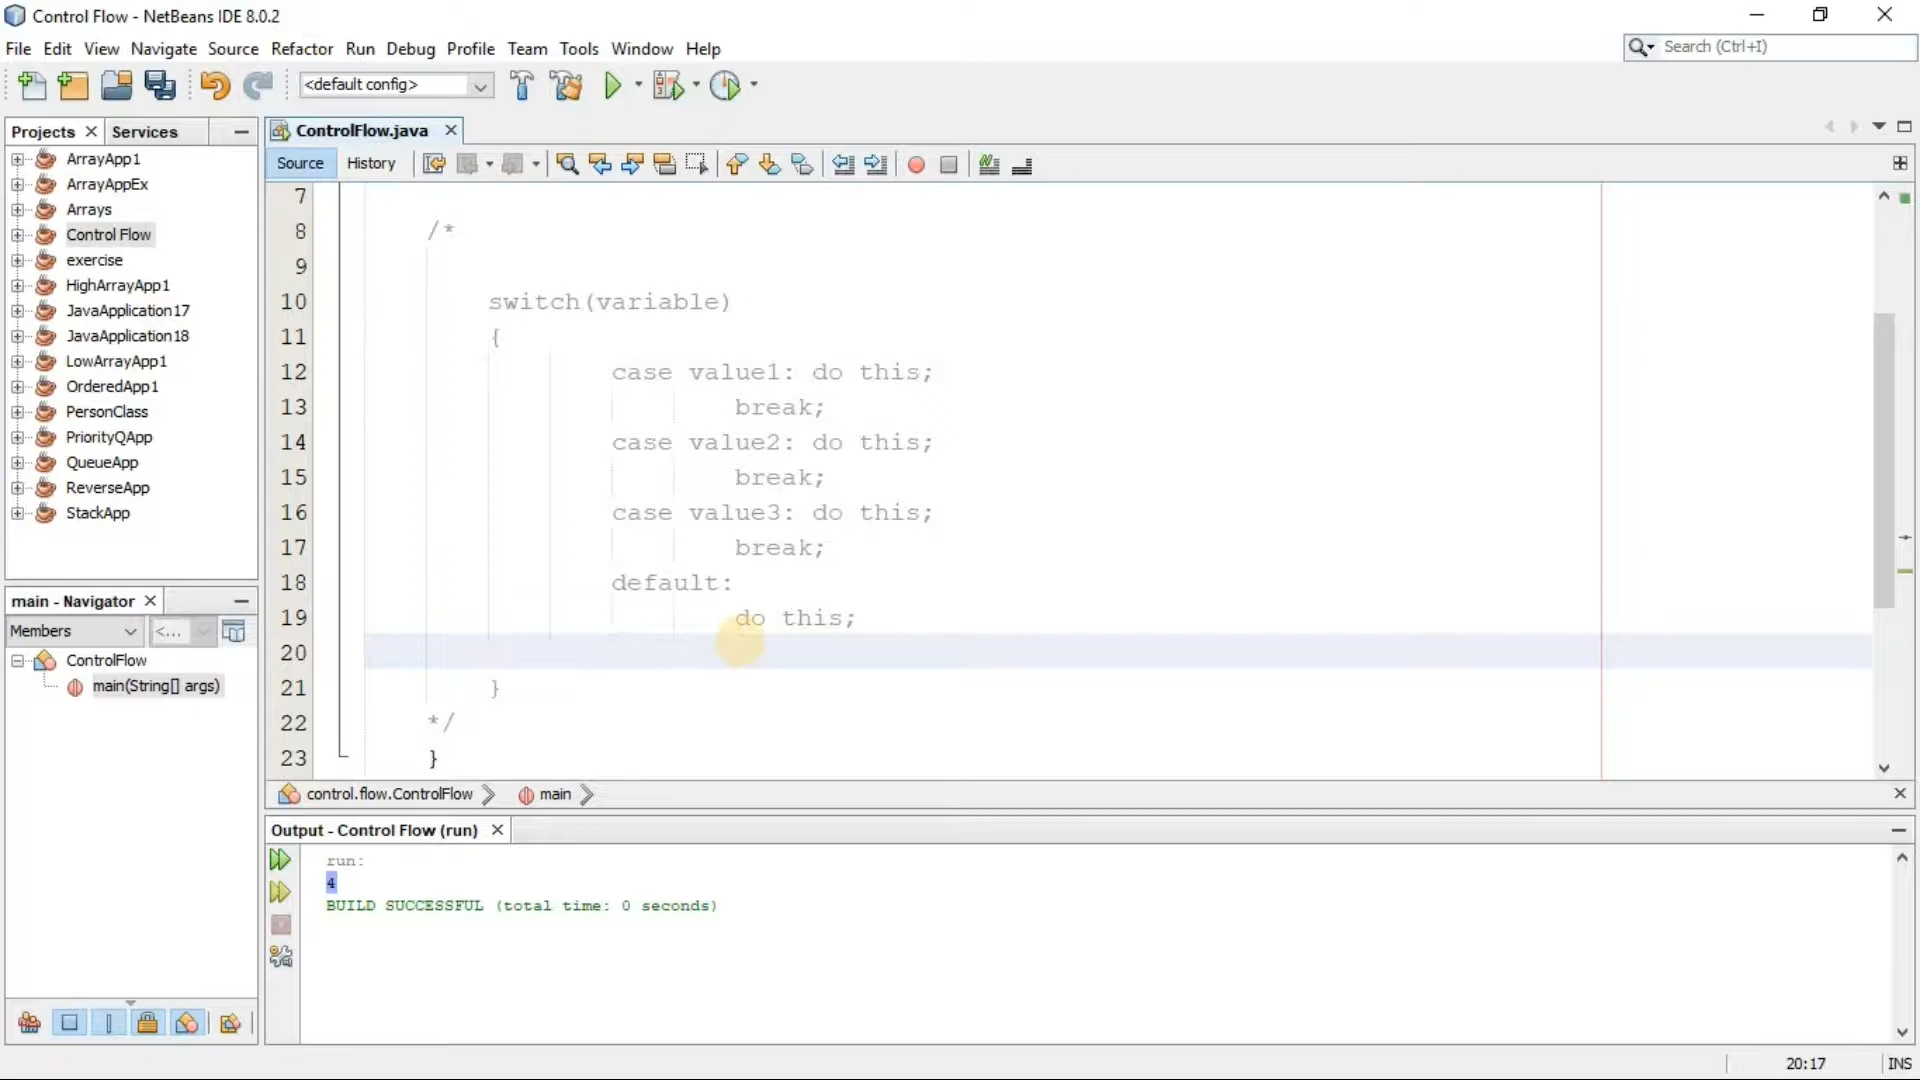 Control Flow - NetBeans IDE 8.0.2
File Edit View Navigate Source Refactor Run Debug Profile Team Tools Window Help
Search (Ctrl+I)
<default config>
Projects Services
ControlFlow.java
Source History
ArrayApp1
ArrayAppEx
Arrays
Control Flow
exercise
HighArrayApp1
JavaApplication17
JavaApplication18
LowArrayApp1
OrderedApp1
PersonClass
PriorityQApp
QueueApp
ReverseApp
StackApp
7
8 /*
9
10 switch(variable)
11 {
12 case value1: do this;
13 break;
14 case value2: do this;
15 break;
16 case value3: do this;
17 break;
18 default:
19 do this;
20
21 }
22 */
23 }
main - Navigator
Members <...
ControlFlow
main(String[] args)
control.flow.ControlFlow main
Output - Control Flow (run)
run:
4
BUILD SUCCESSFUL (total time: 0 seconds)
20:17 INS